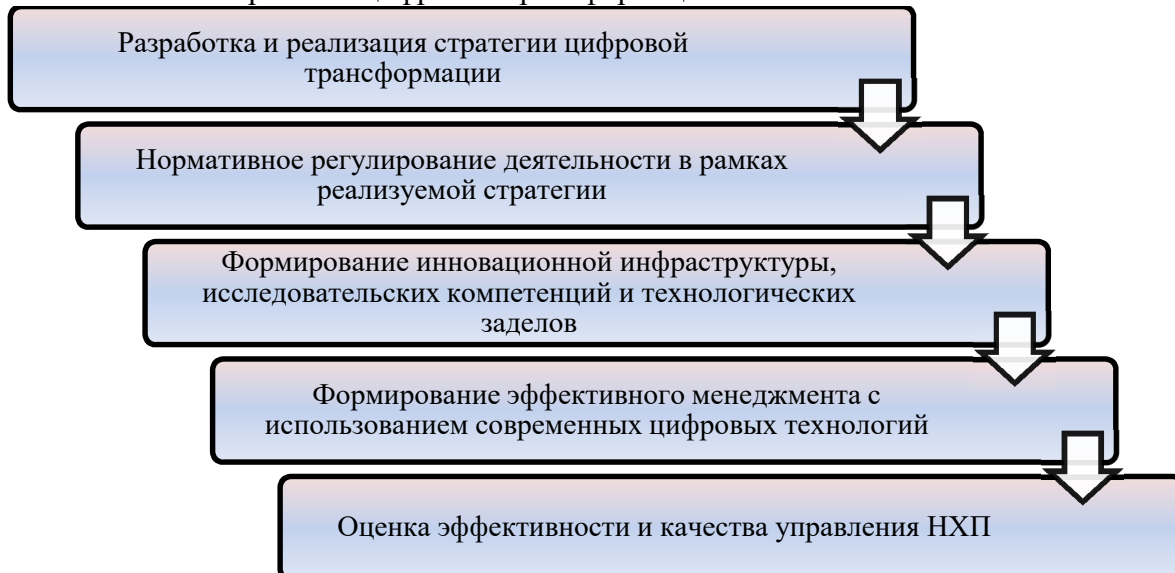 Разработка и реализация стратегии цифровой
трансформации
Нормативное регулирование деятельности в рамках
реализуемой стратегии
Формирование инновационной инфраструктуры,
исследовательских компетенций и технологических
заделов
Формирование эффективного менеджмента с
использованием современных цифровых технологий
Оценка эффективности и качества управления НХП